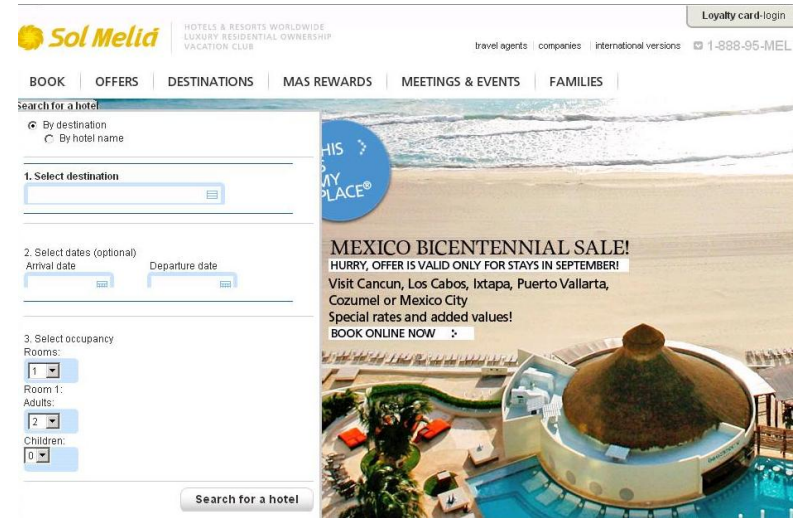 Loyalty card-login
Sol Meliá
HOTELS & RESORTS WORLDWIDE
LUXURY RESIDENTIAL OWNERSHIP
VACATION CLUB
travel agents companies international versions 1-888-95-MEL
BOOK OFFERS DESTINATIONS MAS REWARDS MEETINGS & EVENTS FAMILIES
Search for a hotel
By destination
By hotel name
1. Select destination
2. Select dates (optional)
Arrival date Departure date
3. Select occupancy
Rooms:
1
Room 1:
Adults:
2
Children:
0
Search for a hotel
HIS
S
MY
PLACE®
MEXICO BICENTENNIAL SALE!
HURRY, OFFER IS VALID ONLY FOR STAYS IN SEPTEMBER!
Visit Cancun, Los Cabos, Ixtapa, Puerto Vallarta,
Cozumel or Mexico City
Special rates and added values!
BOOK ONLINE NOW